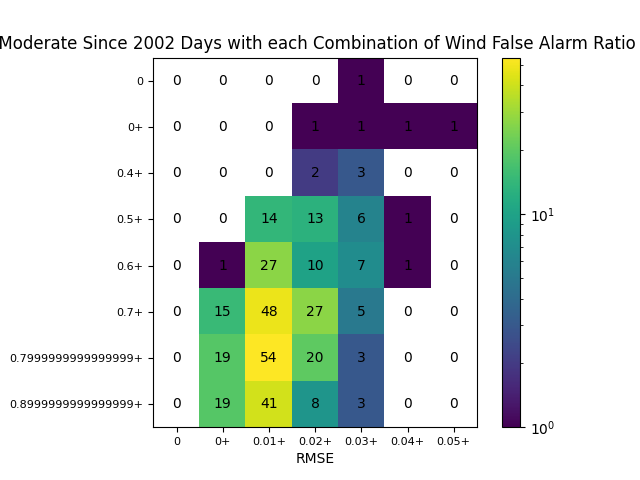 Moderate Since 2002 Days with each Combination of Wind False Alarm Ratio
0 0 0 0 0 1 0 0
0+ 0 0 0 1 1 1 1
0.4+ 0 0 0 2 3 0 0
0.5+ 0 0 14 13 6 1 0
10¹
0.6+ 0 1 27 10 7 1 0
0.7+ 0 15 48 27 5 0 0
0.7999999999999999+ 0 19 54 20 3 0 0
0.8999999999999999+ 0 19 41 8 3 0 0
10⁰
0 0+ 0.01+ 0.02+ 0.03+ 0.04+ 0.05+
RMSE